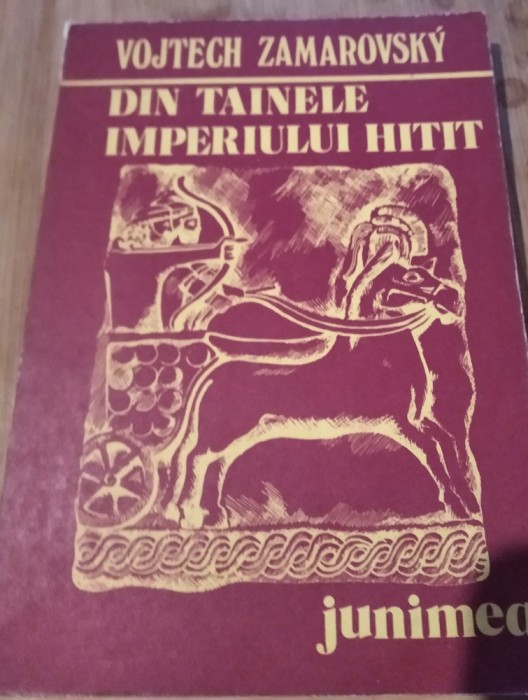 VOJTECH ZAMAROVSKÝ
DIN TAINELE
IMPERIULUI HITIT
junimea